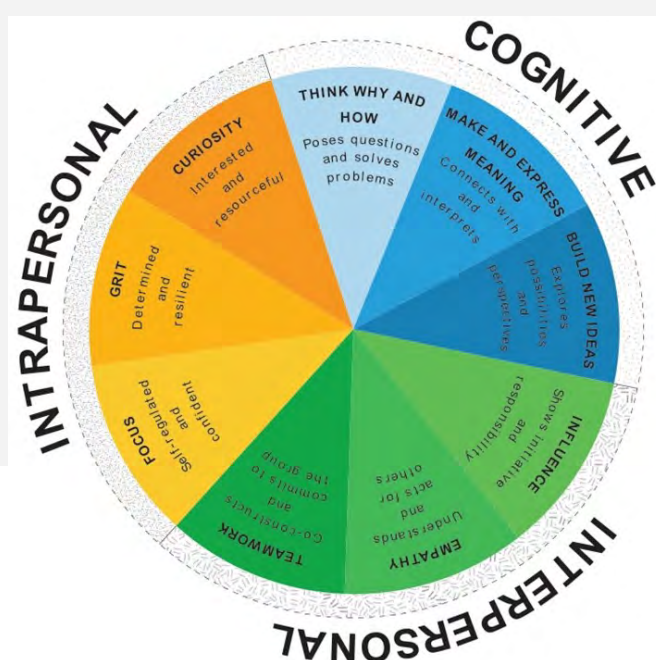 COGNITIVE
THINK WHY AND
HOW
Poses questions
and solves
problems
MAKE AND EXPRESS
MEANING
Connects with
and
interprets
BUILD NEW IDEAS
Explores
possibilities
and
perspectives
INTERPERSONAL
INFLUENCE
Shows initiative
and
responsibility
EMPATHY
Understands
and
acts for
others
TEAMWORK
Co-constructs
and
commits to
the group
INTRAPERSONAL
FOCUS
Self-regulated
and
confident
GRIT
Determined
and
resilient
CURIOSITY
Interested
and
resourceful